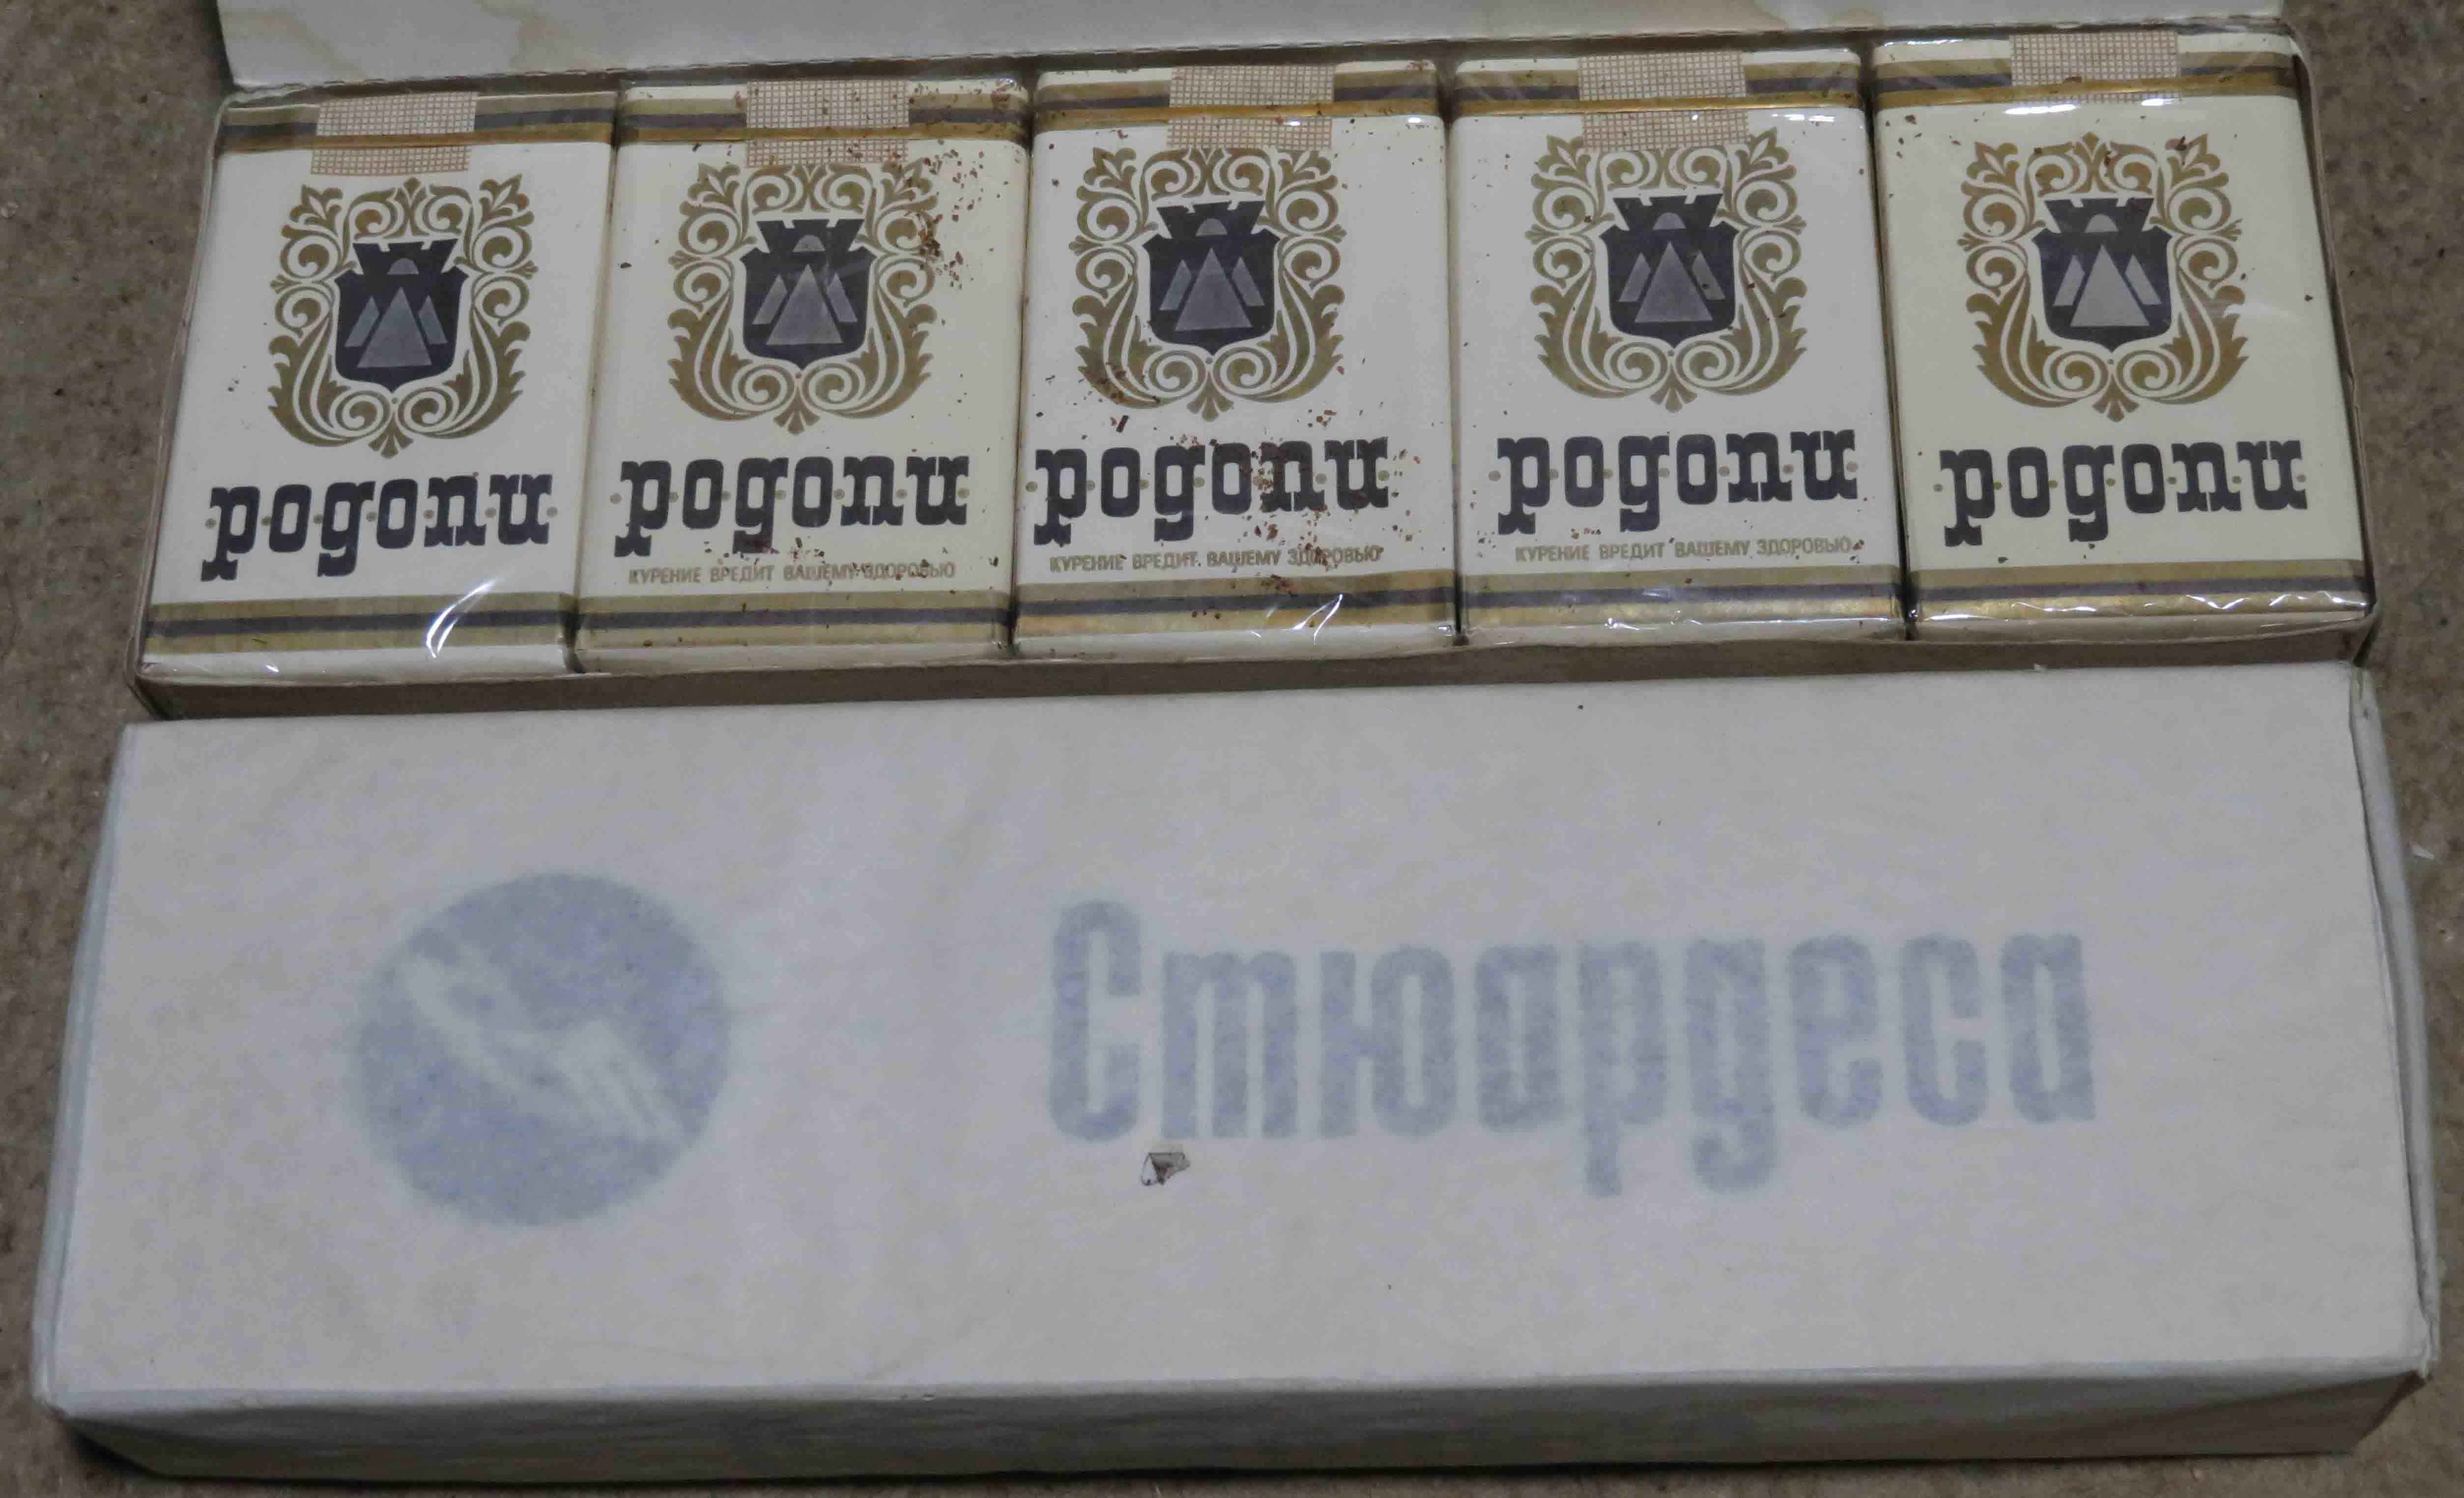 родопи
родопи
родопи
родопи
родопи
КУРЕНИЕ ВРЕДИТ ВАШЕМУ ЗДОРОВЬЮ
КУРЕНИЕ ВРЕДИТ ВАШЕМУ ЗДОРОВЬЮ
КУРЕНИЕ ВРЕДИТ ВАШЕМУ ЗДОРОВЬЮ
Стюардеса